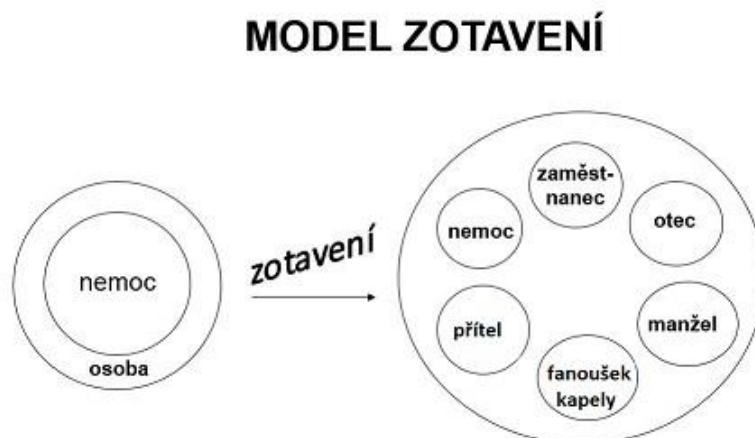 MODEL ZOTAVENÍ
nemoc
osoba
zotavení
zaměst-
nanec
nemoc
otec
přítel
manžel
fanoušek
kapely